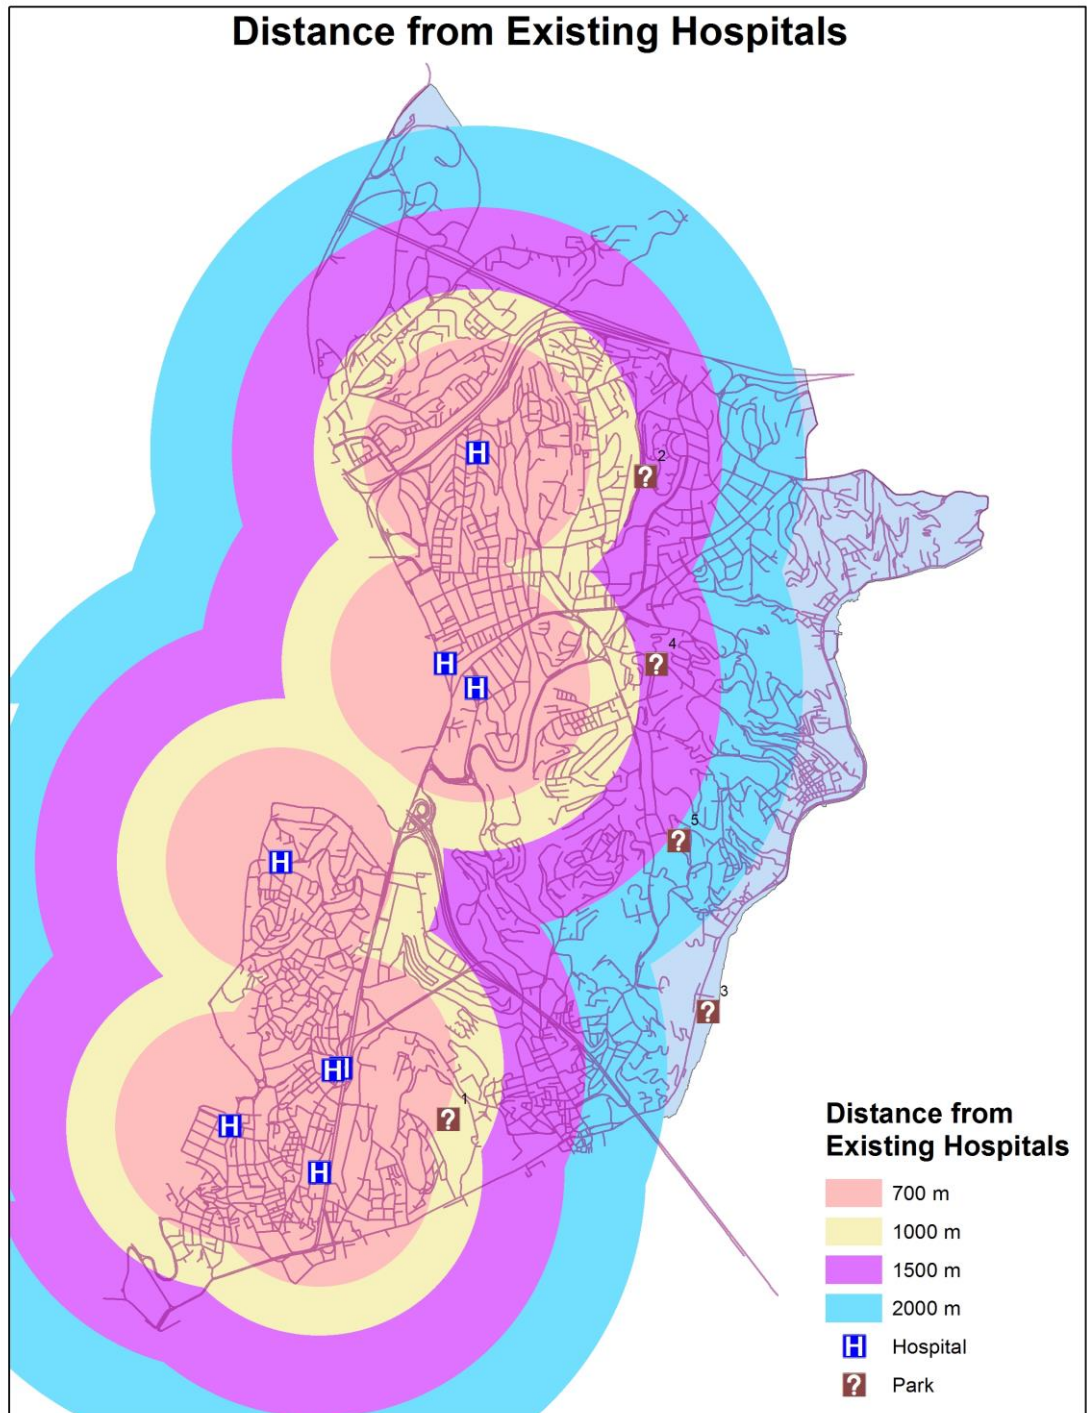 Distance from Existing Hospitals
H
2
?
4
?
H
H
5
?
H
3
?
H
1
?
H
H
Distance from
Existing Hospitals
700 m
1000 m
1500 m
2000 m
H Hospital
? Park